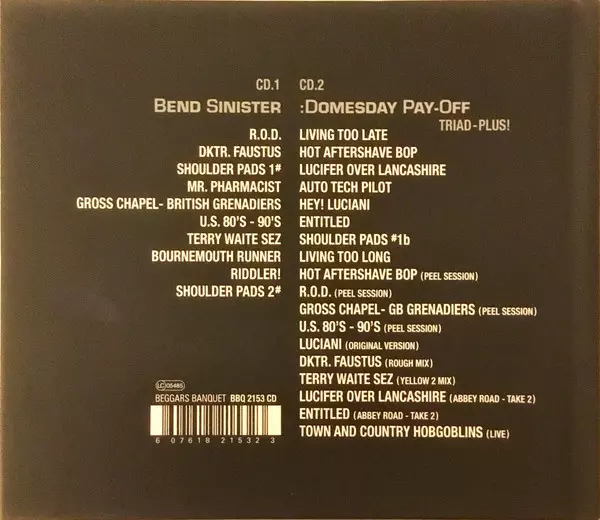 CD.1
BEND SINISTER
R.O.D.
DKTR. FAUSTUS
SHOULDER PADS 1#
MR. PHARMACIST
GROSS CHAPEL- BRITISH GRENADIERS
U.S. 80'S - 90'S
TERRY WAITE SEZ
BOURNEMOUTH RUNNER
RIDDLER!
SHOULDER PADS 2#
CD.2
:DOMESDAY PAY-OFF
TRIAD-PLUS!
LIVING TOO LATE
HOT AFTERSHAVE BOP
LUCIFER OVER LANCASHIRE
AUTO TECH PILOT
HEY! LUCIANI
ENTITLED
SHOULDER PADS #1b
LIVING TOO LONG
HOT AFTERSHAVE BOP (PEEL SESSION)
R.O.D. (PEEL SESSION)
GROSS CHAPEL- GB GRENADIERS (PEEL SESSION)
U.S. 80'S - 90'S (PEEL SESSION)
LUCIANI (ORIGINAL VERSION)
DKTR. FAUSTUS (ROUGH MIX)
TERRY WAITE SEZ (YELLOW 2 MIX)
LUCIFER OVER LANCASHIRE (ABBEY ROAD - TAKE 2)
ENTITLED (ABBEY ROAD - TAKE 2)
TOWN AND COUNTRY HOBGOBLINS (LIVE)
LC 05485
BEGGARS BANQUET BBQ 2153 CD
6 07618 21532 3